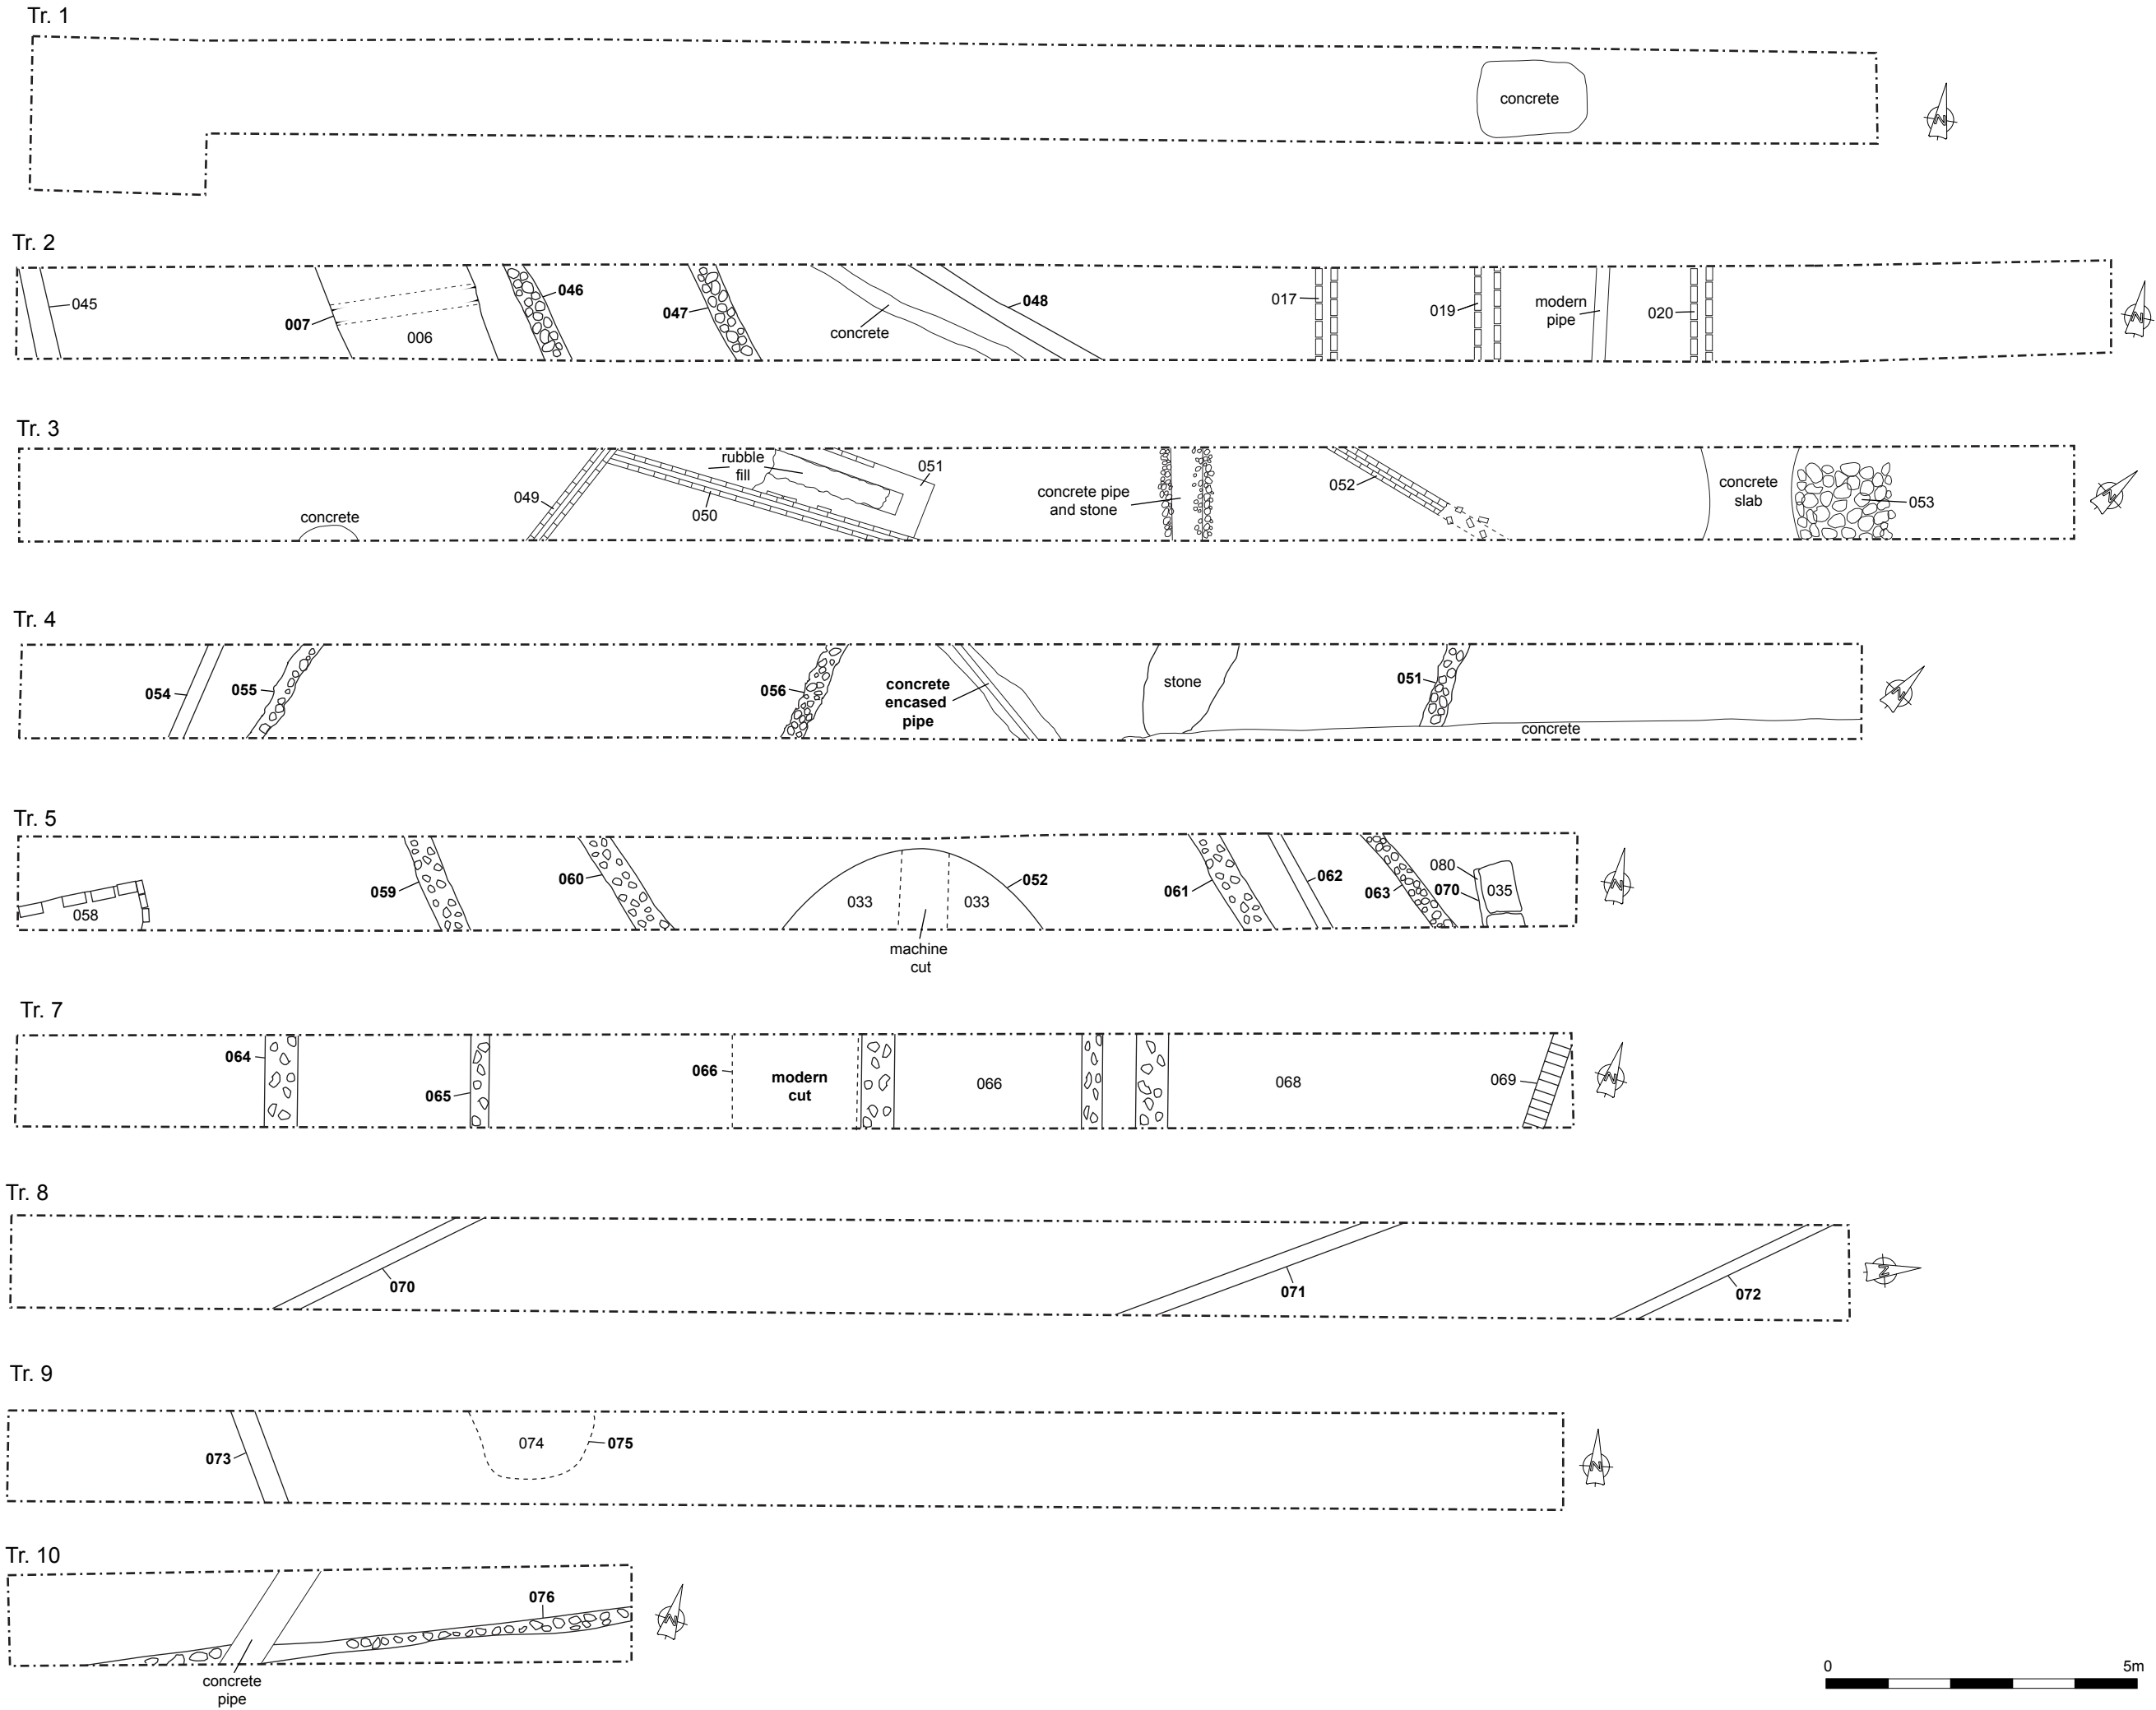 Tr. 1
concrete
N
Tr. 2
045
007
006
046
047
concrete
048
017
019
modern
pipe
020
N
Tr. 3
concrete
049
rubble
fill
050
051
concrete pipe
and stone
052
concrete
slab
053
N
Tr. 4
054
055
056
concrete
encased
pipe
stone
051
concrete
N
Tr. 5
058
059
060
033
033
052
machine
cut
061
062
063
080
070
035
N
Tr. 7
064
065
066
modern
cut
066
068
069
N
Tr. 8
070
071
072
N
Tr. 9
073
074
075
N
Tr. 10
076
concrete
pipe
N
0 5m